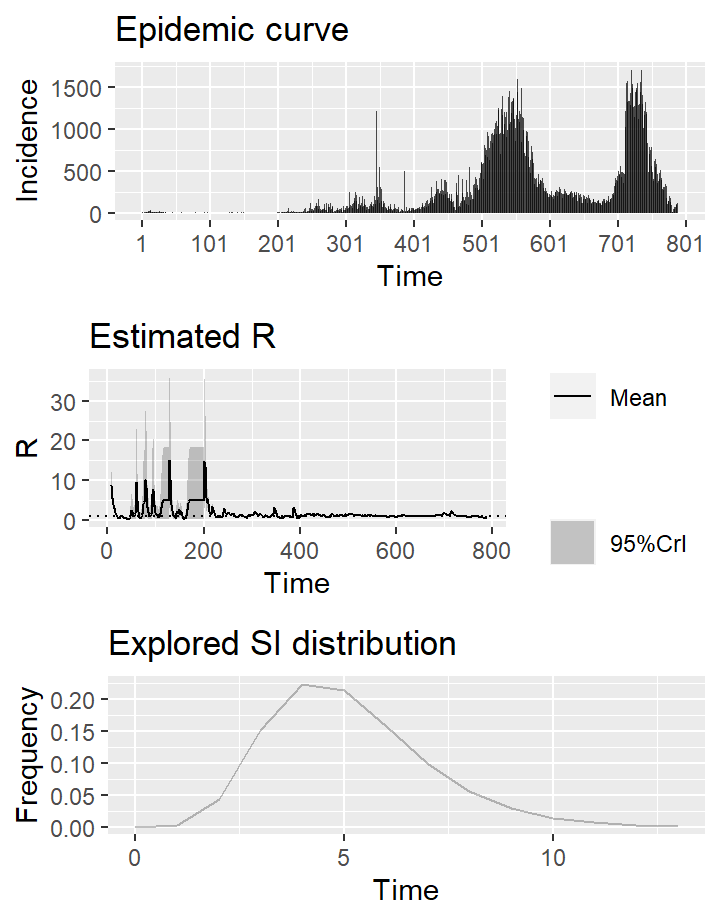 Epidemic curve
Incidence
1500
1000
500
0
1 101 201 301 401 501 601 701 801
Time
Estimated R
R
30
20
10
0
0 200 400 600 800
Time
Mean
95%CrI
Explored SI distribution
Frequency
0.20
0.15
0.10
0.05
0.00
0 5 10
Time